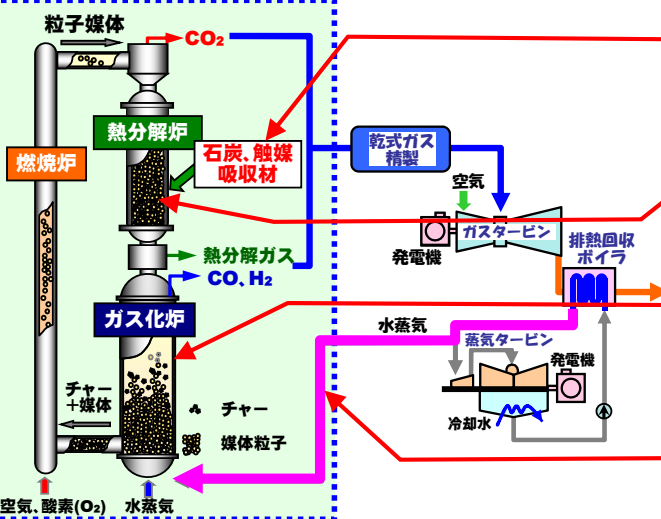 粒子媒体
CO₂
熱分解炉
燃焼炉
石炭、触媒
吸収材
乾式ガス
精製
空気
ガスタービン
発電機
排熱回収
ボイラ
熱分解ガス
CO、H₂
ガス化炉
水蒸気
蒸気タービン
発電機
チャー
+媒体
チャー
媒体粒子
冷却水
空気、酸素(O₂)
水蒸気